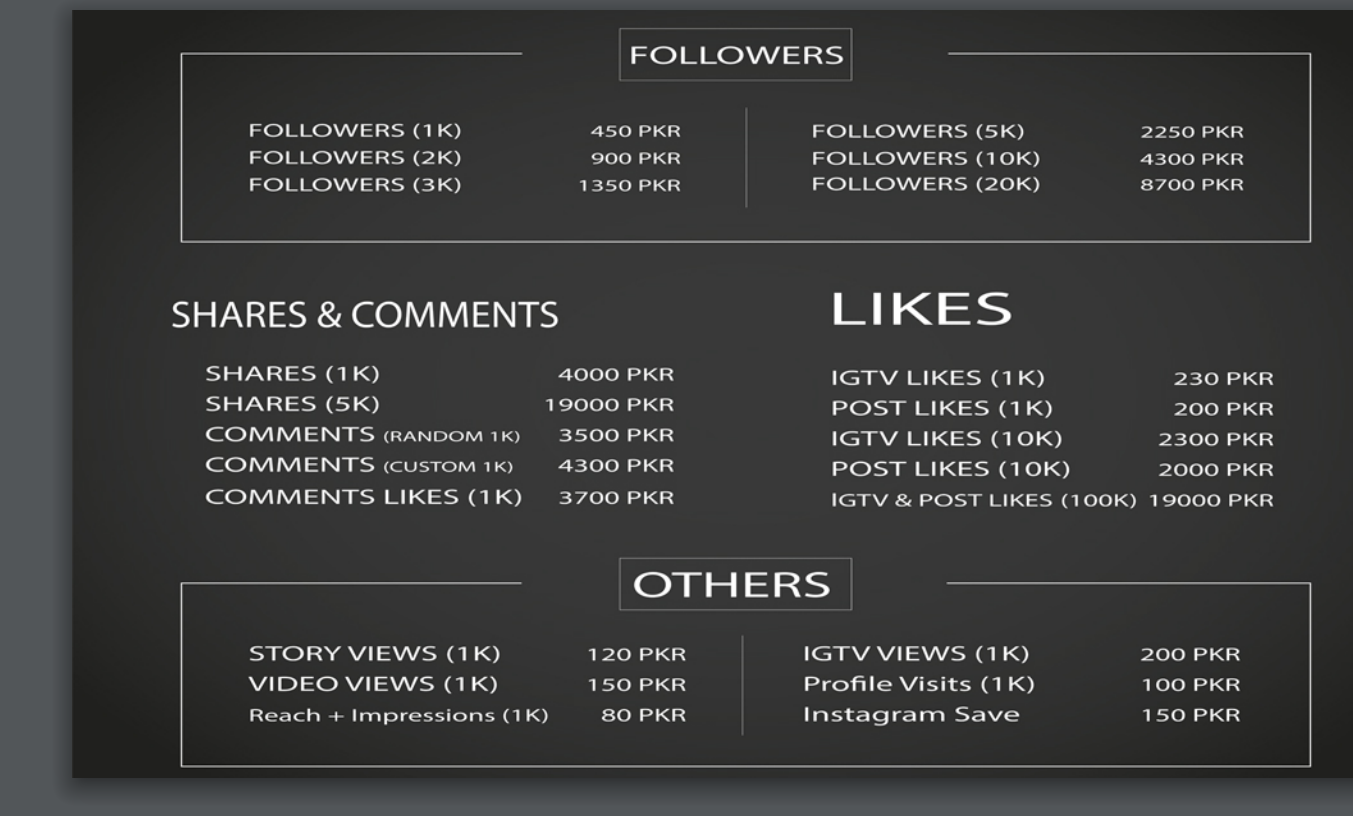 FOLLOWERS
FOLLOWERS (1K) 450 PKR
FOLLOWERS (2K) 900 PKR
FOLLOWERS (3K) 1350 PKR
FOLLOWERS (5K) 2250 PKR
FOLLOWERS (10K) 4300 PKR
FOLLOWERS (20K) 8700 PKR
SHARES & COMMENTS
SHARES (1K) 4000 PKR
SHARES (5K) 19000 PKR
COMMENTS (RANDOM 1K) 3500 PKR
COMMENTS (CUSTOM 1K) 4300 PKR
COMMENTS LIKES (1K) 3700 PKR
LIKES
IGTV LIKES (1K) 230 PKR
POST LIKES (1K) 200 PKR
IGTV LIKES (10K) 2300 PKR
POST LIKES (10K) 2000 PKR
IGTV & POST LIKES (100K) 19000 PKR
OTHERS
STORY VIEWS (1K) 120 PKR
VIDEO VIEWS (1K) 150 PKR
Reach + Impressions (1K) 80 PKR
IGTV VIEWS (1K) 200 PKR
Profile Visits (1K) 100 PKR
Instagram Save 150 PKR